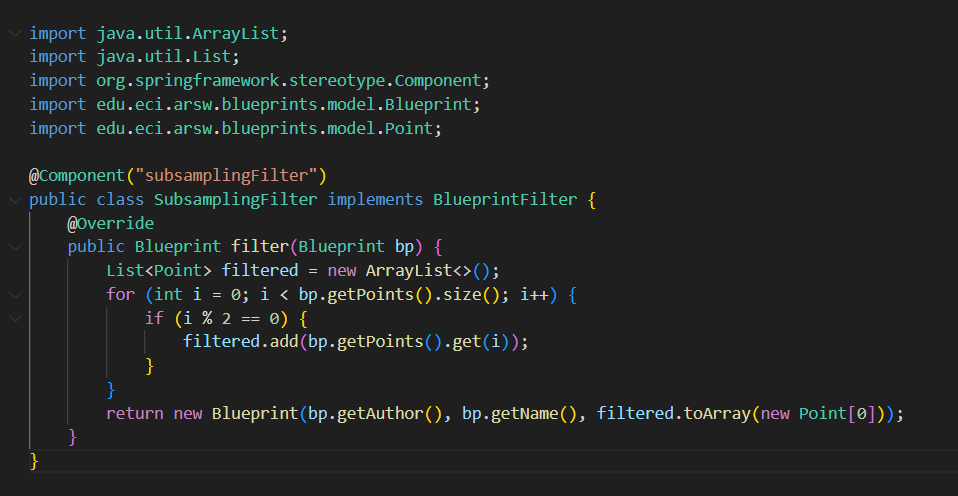 import java.util.ArrayList;
import java.util.List;
import org.springframework.stereotype.Component;
import edu.eci.arsw.blueprints.model.Blueprint;
import edu.eci.arsw.blueprints.model.Point;

@Component("subsamplingFilter")
public class SubsamplingFilter implements BlueprintFilter {
    @Override
    public Blueprint filter(Blueprint bp) {
        List<Point> filtered = new ArrayList<>();
        for (int i = 0; i < bp.getPoints().size(); i++) {
            if (i % 2 == 0) {
                filtered.add(bp.getPoints().get(i));
            }
        }
        return new Blueprint(bp.getAuthor(), bp.getName(), filtered.toArray(new Point[0]));
    }
}